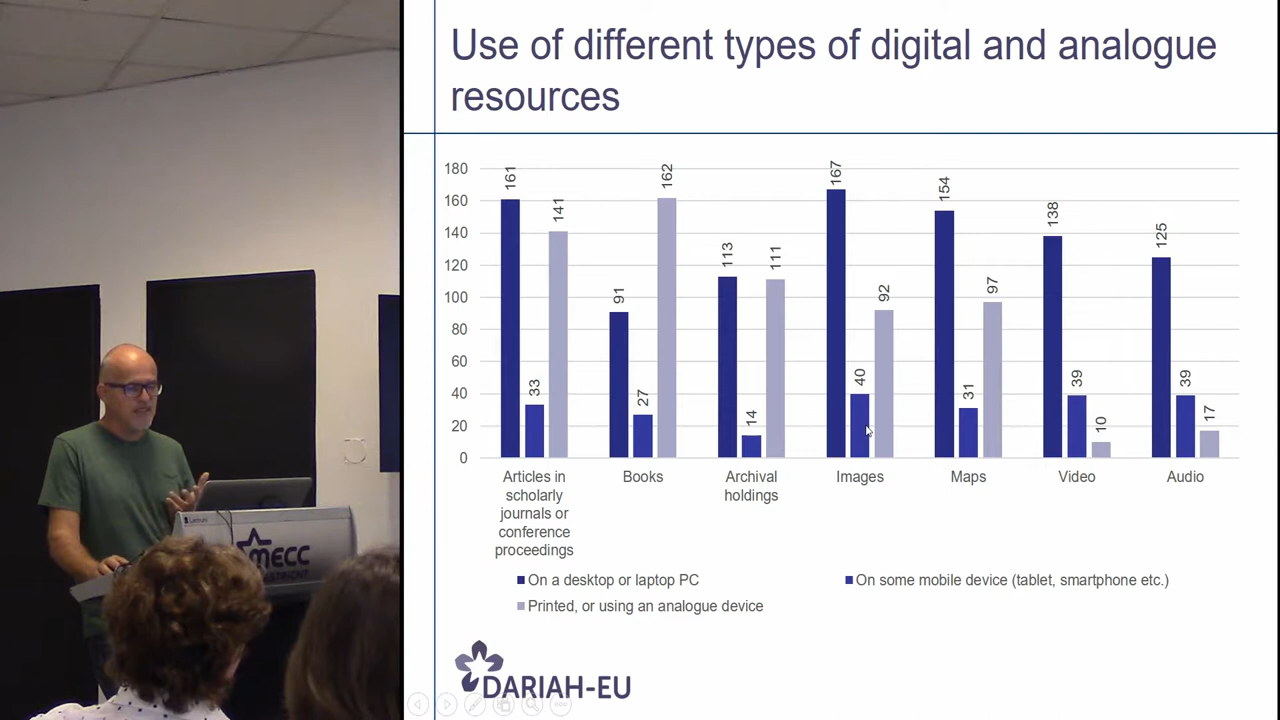 Use of different types of digital and analogue
resources
180
160
140
120
100
80
60
40
20
0
161
33
141
91
27
162
113
14
111
167
40
92
154
31
97
138
39
10
125
39
17
Articles in
scholarly
journals or
conference
proceedings
Books
Archival
holdings
Images
Maps
Video
Audio
On a desktop or laptop PC
On some mobile device (tablet, smartphone etc.)
Printed, or using an analogue device
DARIAH-EU
MECC